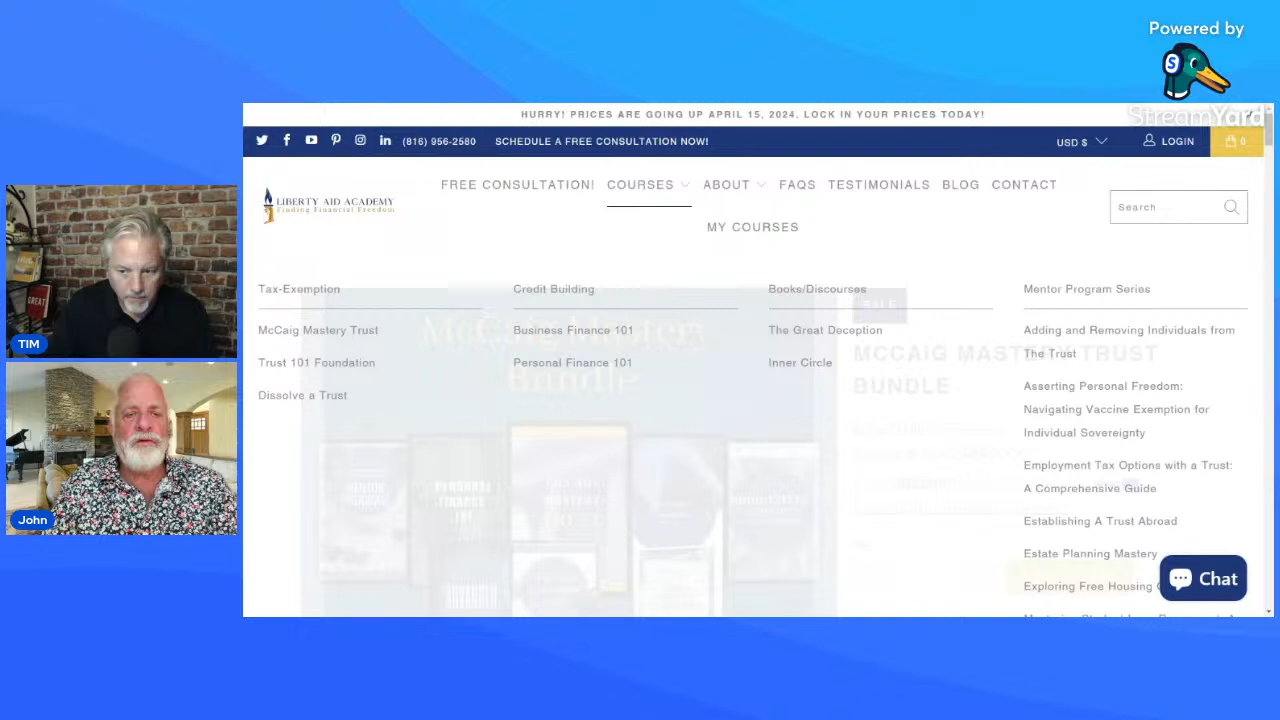 Powered by
StreamYard
HURRY! PRICES ARE GOING UP APRIL 15, 2024. LOCK IN YOUR PRICES TODAY!
(816) 956-2580 SCHEDULE A FREE CONSULTATION NOW! USD $ LOGIN 0
LIBERTY AID ACADEMY
Finding Financial Freedom
FREE CONSULTATION! COURSES ABOUT FAQS TESTIMONIALS BLOG CONTACT
MY COURSES
Search
Tax-Exemption
McCaig Mastery Trust
Trust 101 Foundation
Dissolve a Trust
Credit Building
Business Finance 101
Personal Finance 101
Books/Discourses
The Great Deception
Inner Circle
Mentor Program Series
Adding and Removing Individuals from
The Trust
Asserting Personal Freedom:
Navigating Vaccine Exemption for
Individual Sovereignty
Employment Tax Options with a Trust:
A Comprehensive Guide
Establishing A Trust Abroad
Estate Planning Mastery
Exploring Free Housing
McCaig Mastery
Bundle
SALE
MCCAIG MASTERY TRUST
BUNDLE
Chat
GREAT
TIM
John